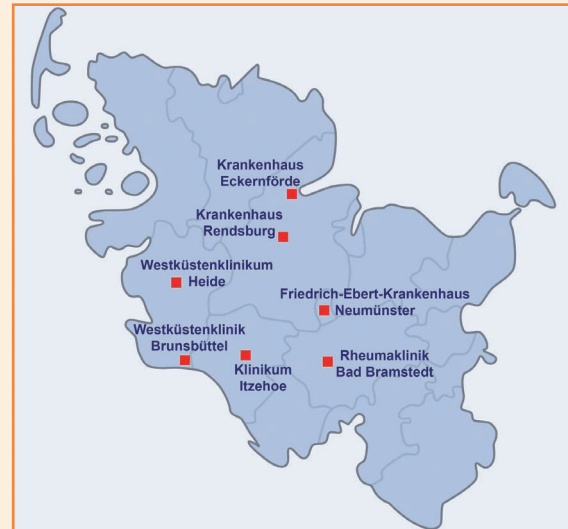 Krankenhaus
Eckernförde
Krankenhaus
Rendsburg
Westküstenklinikum
Heide
Friedrich-Ebert-Krankenhaus
Neumünster
Westküstenklinik
Brunsbüttel
Klinikum
Itzehoe
Rheumaklinik
Bad Bramstedt